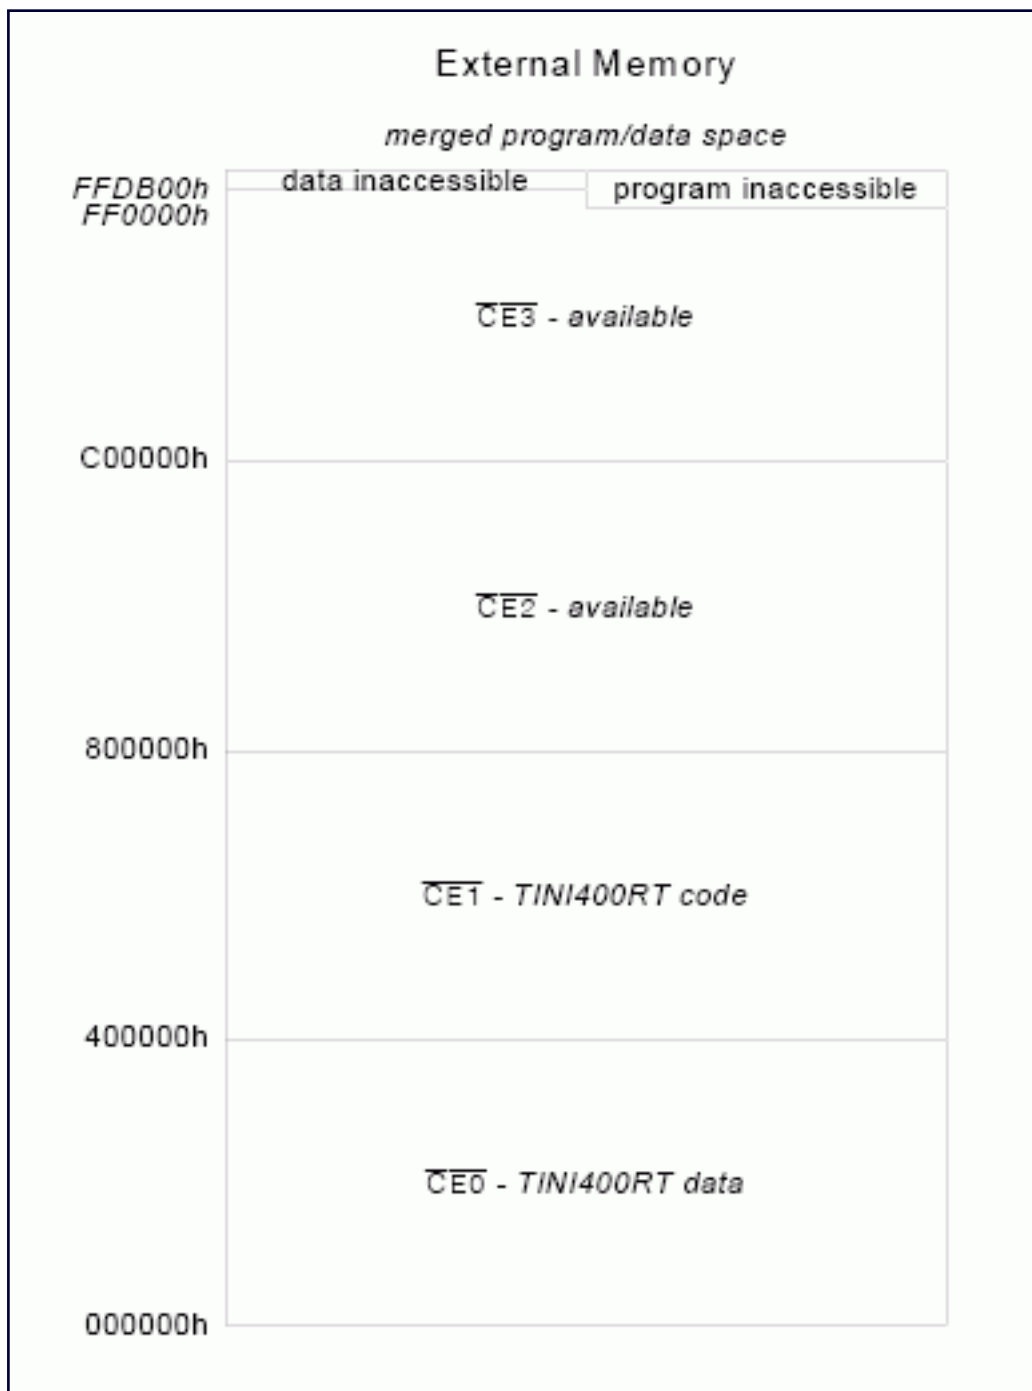 External Memory
merged program/data space
FFDB00h
data inaccessible
program inaccessible
FF0000h
CE3 - available
C00000h
CE2 - available
800000h
CE1 - TINI400RT code
400000h
CE0 - TINI400RT data
000000h